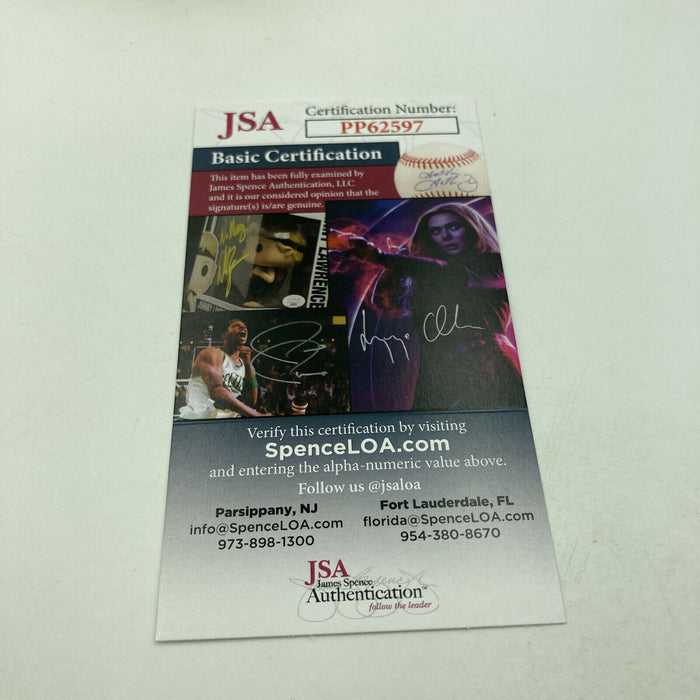 JSA
Certification Number:
PP62597
Basic Certification
This item has been fully examined by
James Spence Authentication, LLC
and it is our considered opinion that the
signature(s) is/are genuine.
LAWRENCE
Verify this certification by visiting
SpenceLOA.com
and entering the alpha-numeric value above.
Follow us @jsaloa
Parsippany, NJ
info@SpenceLOA.com
973-898-1300
Fort Lauderdale, FL
florida@SpenceLOA.com
954-380-8670
JSA
James Spence
Authentication™
follow the leader